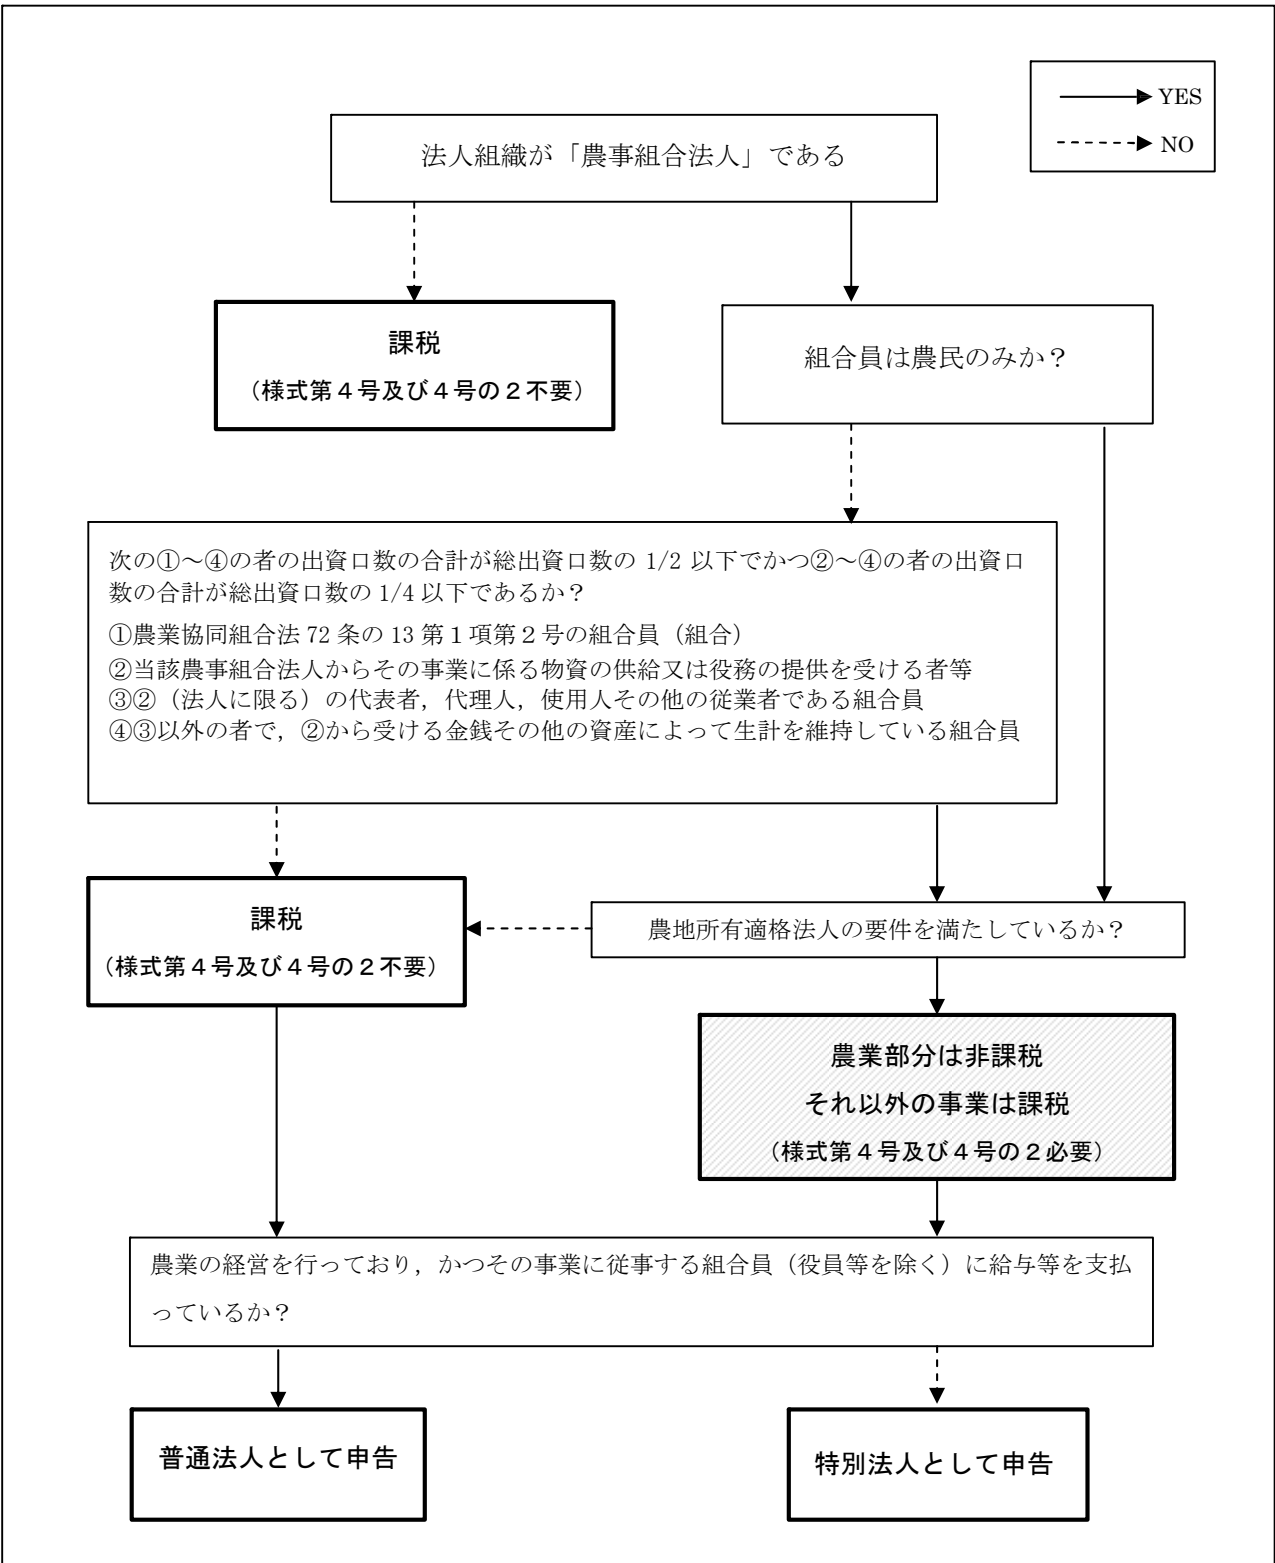 YES
NO
法人組織が「農事組合法人」である
課税
（様式第４号及び４号の２不要）
組合員は農民のみか？
次の①～④の者の出資口数の合計が総出資口数の 1/2 以下でかつ②～④の者の出資口
数の合計が総出資口数の 1/4 以下であるか？
①農業協同組合法 72 条の 13 第１項第２号の組合員（組合）
②当該農事組合法人からその事業に係る物資の供給又は役務の提供を受ける者等
③②（法人に限る）の代表者，代理人，使用人その他の従業者である組合員
④③以外の者で，②から受ける金銭その他の資産によって生計を維持している組合員
課税
（様式第４号及び４号の２不要）
農地所有適格法人の要件を満たしているか？
農業部分は非課税
それ以外の事業は課税
（様式第４号及び４号の２必要）
農業の経営を行っており，かつその事業に従事する組合員（役員等を除く）に給与等を支払
っているか？
普通法人として申告
特別法人として申告